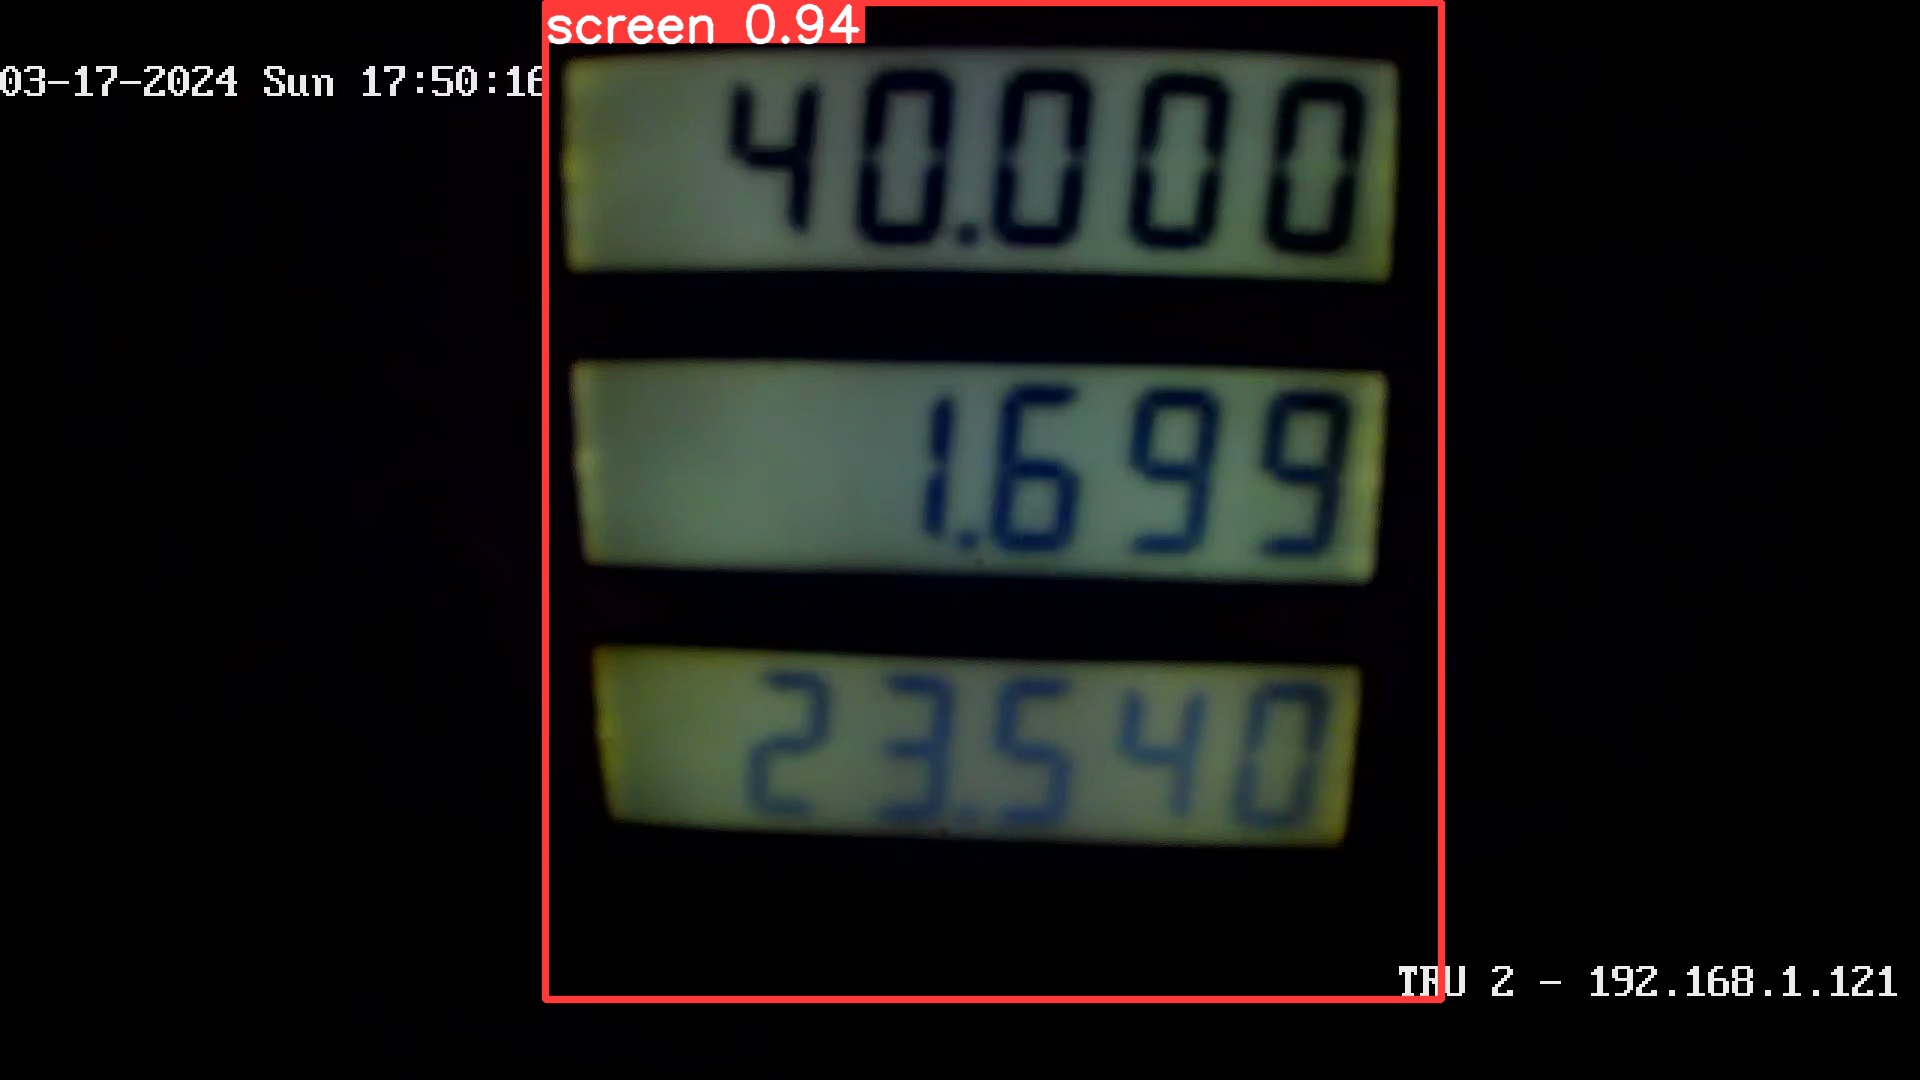 screen 0.94
03-17-2024 Sun 17:50:16
40.000
1.699
23.540
TRU 2 - 192.168.1.121